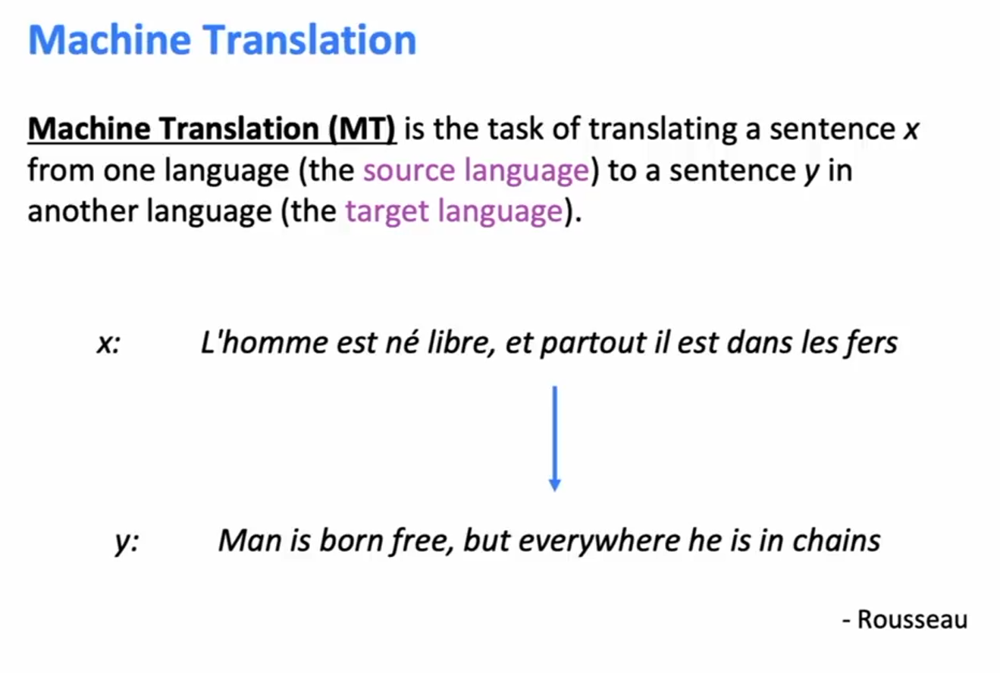 Machine Translation
Machine Translation (MT) is the task of translating a sentence x
from one language (the source language) to a sentence y in
another language (the target language).
x: L'homme est né libre, et partout il est dans les fers
y: Man is born free, but everywhere he is in chains
- Rousseau